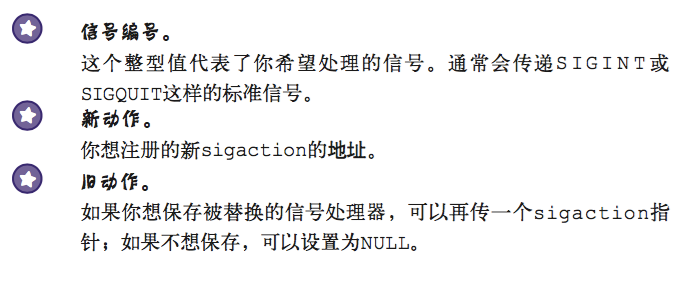 信号编号。
这个整型值代表了你希望处理的信号。通常会传递SIGINT或
SIGQUIT这样的标准信号。
新动作。
你想注册的新sigaction的地址。
旧动作。
如果你想保存被替换的信号处理器，可以再传一个sigaction指
针；如果不想保存，可以设置为NULL。